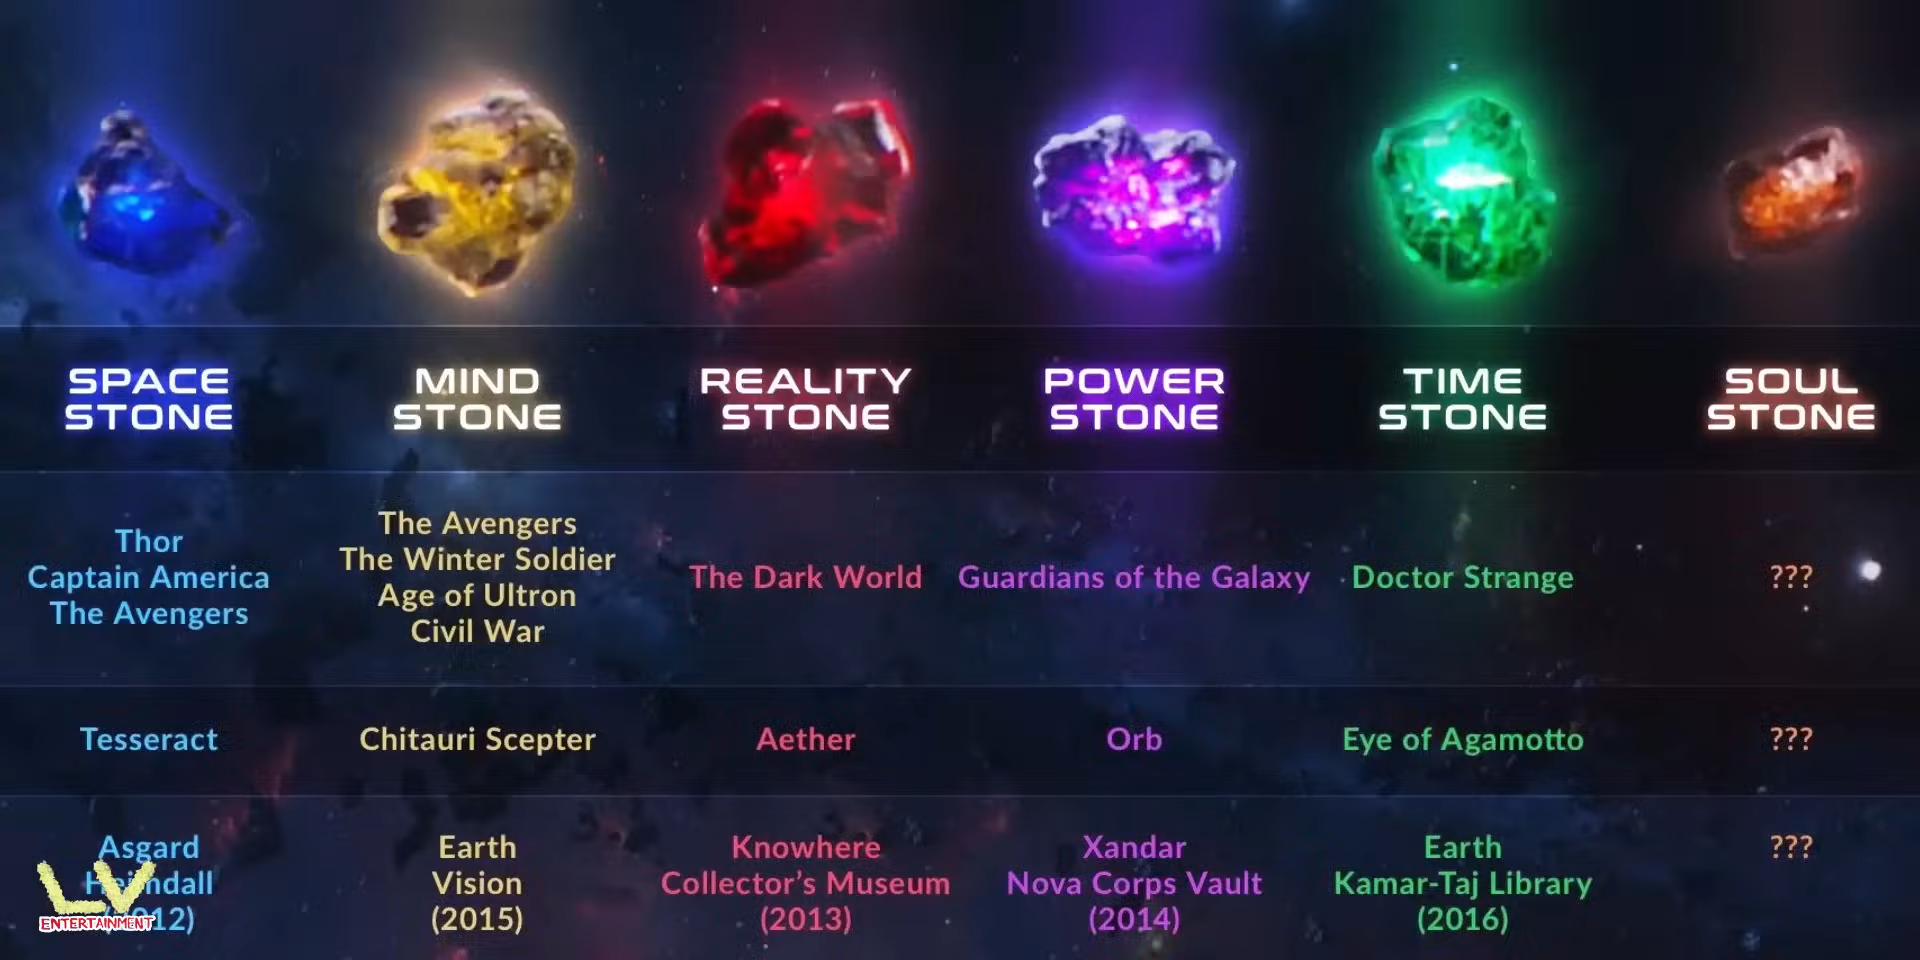 SPACE
STONE
MIND
STONE
REALITY
STONE
POWER
STONE
TIME
STONE
SOUL
STONE
Thor
Captain America
The Avengers
The Avengers
The Winter Soldier
Age of Ultron
Civil War
The Dark World
Guardians of the Galaxy
Doctor Strange
???
Tesseract
Chitauri Scepter
Aether
Orb
Eye of Agamotto
???
Asgard
Heimdall
(2012)
Earth
Vision
(2015)
Knowhere
Collector’s Museum
(2013)
Xandar
Nova Corps Vault
(2014)
Earth
Kamar-Taj Library
(2016)
???
LV
ENTERTAINMENT